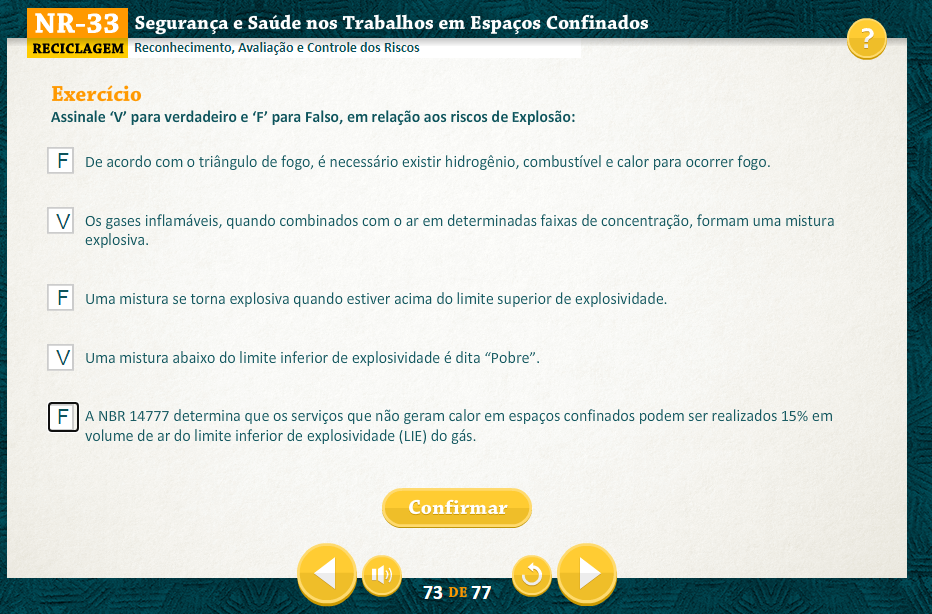 NR-33
Segurança e Saúde nos Trabalhos em Espaços Confinados
RECICLAGEM
Reconhecimento, Avaliação e Controle dos Riscos
?
Exercício
Assinale ‘V’ para verdadeiro e ‘F’ para Falso, em relação aos riscos de Explosão:
F De acordo com o triângulo de fogo, é necessário existir hidrogênio, combustível e calor para ocorrer fogo.
V Os gases inflamáveis, quando combinados com o ar em determinadas faixas de concentração, formam uma mistura
explosiva.
F Uma mistura se torna explosiva quando estiver acima do limite superior de explosividade.
V Uma mistura abaixo do limite inferior de explosividade é dita “Pobre”.
F A NBR 14777 determina que os serviços que não geram calor em espaços confinados podem ser realizados 15% em
volume de ar do limite inferior de explosividade (LIE) do gás.
Confirmar
73 DE 77